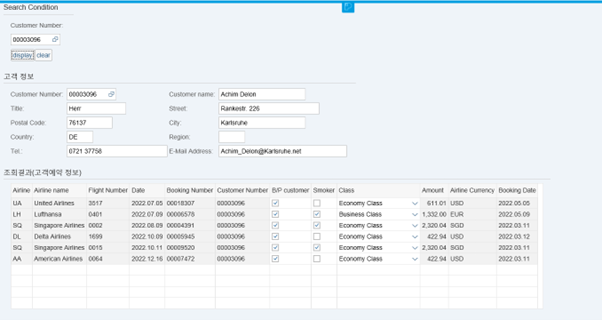 Search Condition
Customer Number:
00003096
display clear
고객 정보
Customer Number: 00003096 Customer name: Achim Deron
Title: Herr Street: Rankestr. 226
Postal Code: 76137 City: Karlsruhe
Country: DE Region:
Tel.: 0721 37758 E-Mail Address: Achim_Deron@Karlsruhe.net
조회결과(고객예약 정보)
Airline Airline name Flight Number Date Booking Number Customer Number B/P customer Smoker Class Amount Airline Currency Booking Date
UA United Airlines 3517 2022.07.05 00018307 00003096 Economy Class 611.01 USD 2022.05.05
LH Lufthansa 0401 2022.07.09 00006578 00003096 Business Class 1,332.00 EUR 2022.05.09
SQ Singapore Airlines 0002 2022.08.09 00004391 00003096 Economy Class 2,320.04 SGD 2022.03.11
DL Delta Airlines 1699 2022.10.09 00005945 00003096 Economy Class 422.94 USD 2022.03.12
SQ Singapore Airlines 0015 2022.10.11 00009520 00003096 Economy Class 2,320.04 SGD 2022.03.11
AA American Airlines 0064 2022.12.16 00007472 00003096 Economy Class 422.94 USD 2022.03.11